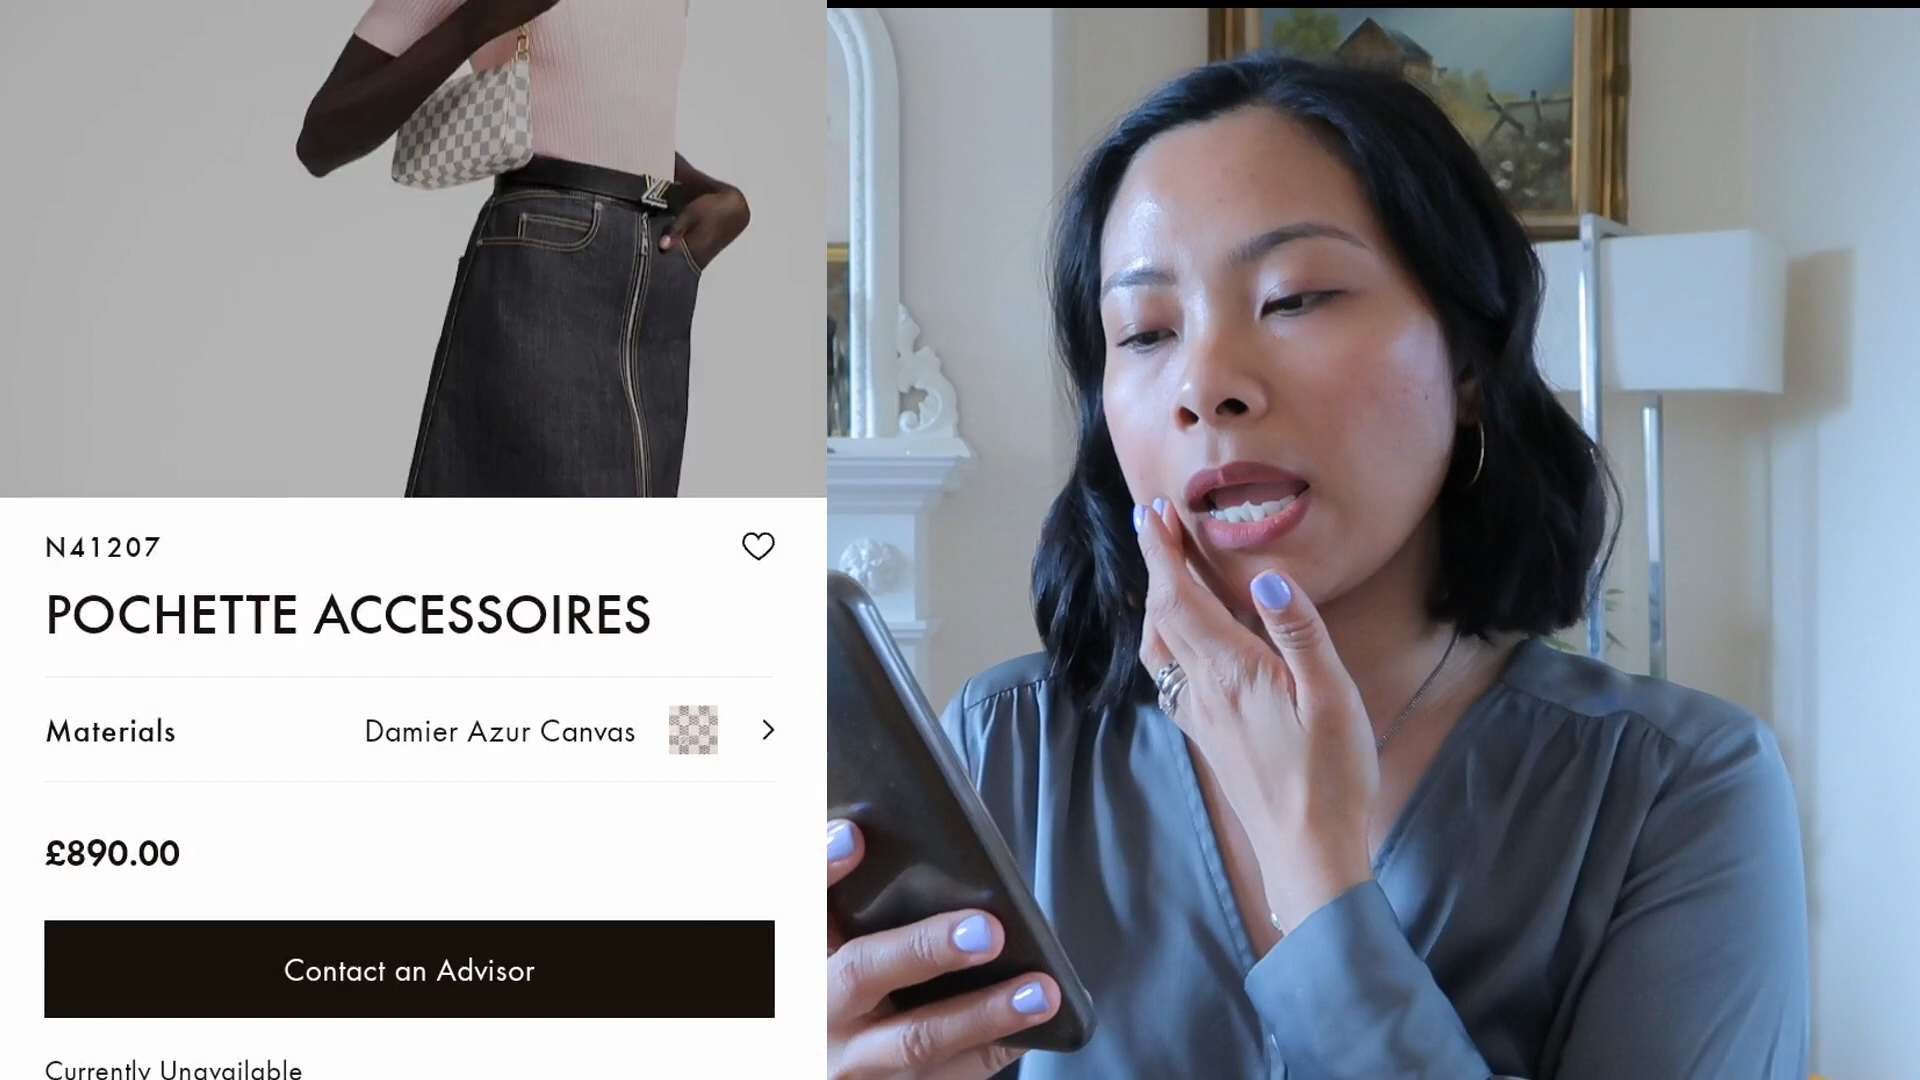 N41207
POCHETTE ACCESSOIRES
Materials Damier Azur Canvas
£890.00
Contact an Advisor
Currently Unavailable